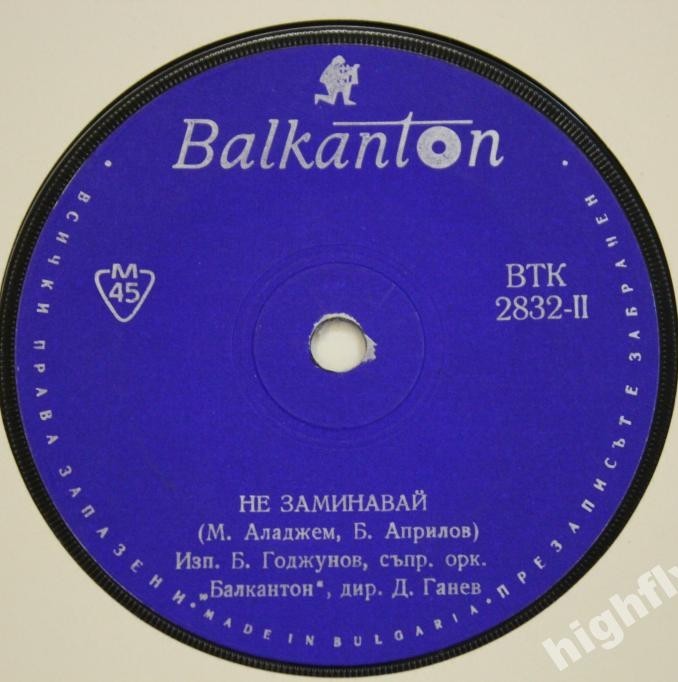 Balkanton
М
45
ВТК
2832-II
НЕ ЗАМИНАВАЙ
(М. Аладжем, Б. Априлов)
Изп. Б. Годжунов, съпр. орк.
„Балкантон“, дир. Д. Ганев
• ВСИЧКИ ПРАВА ЗАПАЗЕНИ • MADE IN BULGARIA • ПРЕЗАПИСЪТ Е ЗАБРАНЕН •
highfly